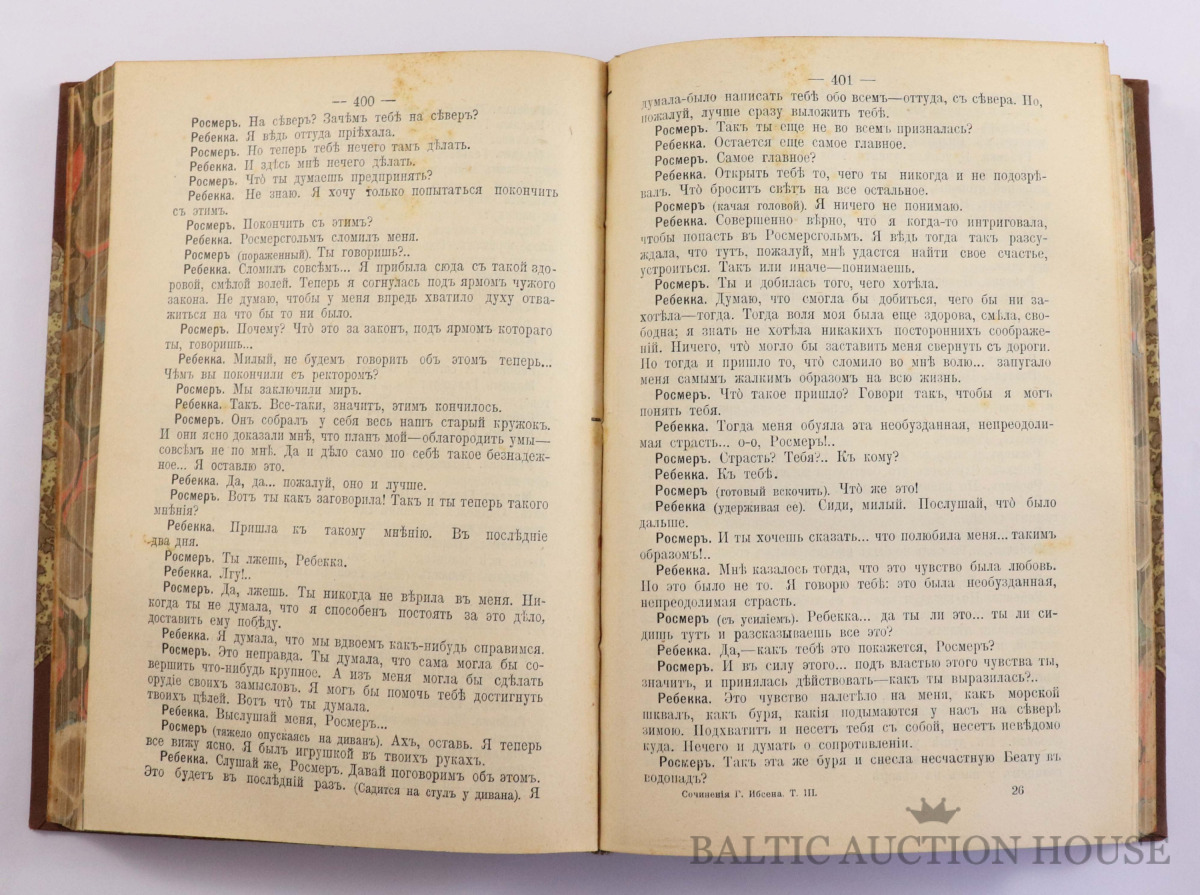 — 400 —
Росмеръ. На сѣверъ? Зачѣмъ тебѣ на сѣверъ?
Ребекка. Я вѣдь оттуда пріѣхала.
Росмеръ. Но теперь тебѣ нечего тамъ дѣлать.
Ребекка. И здѣсь мнѣ нечего дѣлать.
Росмеръ. Что̀ ты думаешь предпринять?
Ребекка. Не знаю. Я хочу только попытаться покончить
съ этимъ.
Росмеръ. Покончить съ этимъ?
Ребекка. Росмерсгольмъ сломилъ меня.
Росмеръ (пораженный). Ты говоришь?..
Ребекка. Сломилъ совсѣмъ... Я прибыла сюда съ такой здо-
ровой, смѣлой волей. Теперь я согнулась подъ ярмомъ чужого
закона. Не думаю, чтобы у меня впредь хватило духу отва-
житься на что бы то ни было.
Росмеръ. Почему? Что̀ это за законъ, подъ ярмомъ котораго
ты, говоришь...
Ребекка. Милый, не будемъ говорить объ этомъ теперь...
Чѣмъ вы покончили съ ректоромъ?
Росмеръ. Мы заключили миръ.
Ребекка. Такъ. Все-таки, значитъ, этимъ кончилось.
Росмеръ. Онъ собралъ у себя весь нашъ старый кружокъ.
И они ясно доказали мнѣ, что планъ мой—облагородить умы—
совсѣмъ не по мнѣ. Да и дѣло само по себѣ такое безнадеж-
ное... Я оставлю это.
Ребекка. Да, да... пожалуй, оно и лучше.
Росмеръ. Вотъ ты какъ заговорила! Такъ и ты теперь такого
мнѣнія?
Ребекка. Пришла къ такому мнѣнію. Въ послѣдніе
два дня.
Росмеръ. Ты лжешь, Ребекка.
Ребекка. Лгу!..
Росмеръ. Да, лжешь. Ты никогда не вѣрила въ меня. Ни-
когда ты не думала, что я способенъ постоять за это дѣло,
доставить ему побѣду.
Ребекка. Я думала, что мы вдвоемъ какъ-нибудь справимся.
Росмеръ. Это неправда. Ты думала, что сама могла бы со-
вершить что-нибудь крупное. А изъ меня могла бы сдѣлать
орудіе своихъ замысловъ. Я могъ бы помочь тебѣ достигнуть
твоихъ цѣлей. Вотъ что̀ ты думала.
Ребекка. Выслушай меня, Росмеръ...
Росмеръ (тяжело опускаясь на диванъ). Ахъ, оставь. Я теперь
все вижу ясно. Я былъ игрушкой въ твоихъ рукахъ.
Ребекка. Слушай же, Росмеръ. Давай поговоримъ объ этомъ.
Это будетъ въ послѣдній разъ. (Садится на стулъ у дивана). Я
— 401 —
думала-было написать тебѣ обо всемъ—оттуда, съ сѣвера. Но,
пожалуй, лучше сразу выложить тебѣ.
Росмеръ. Такъ ты еще не во всемъ призналась?
Ребекка. Остается еще самое главное.
Росмеръ. Самое главное?
Ребекка. Открыть тебѣ то, чего ты никогда и не подозрѣ-
валъ. Что̀ броситъ свѣтъ на все остальное.
Росмеръ (качая головой). Я ничего не понимаю.
Ребекка. Совершенно вѣрно, что я когда-то интриговала,
чтобы попасть въ Росмерсгольмъ. Я вѣдь тогда такъ разсу-
ждала, что тутъ, пожалуй, мнѣ удастся найти свое счастье,
устроиться. Такъ или иначе—понимаешь.
Росмеръ. Ты и добилась того, чего хотѣла.
Ребекка. Думаю, что смогла бы добиться, чего бы ни за-
хотѣла—тогда. Тогда воля моя была еще здорова, смѣла, сво-
бодна; я знать не хотѣла никакихъ постороннихъ соображе-
ній. Ничего, что могло бы заставить меня свернуть съ дороги.
Но тогда и пришло то, что̀ сломило во мнѣ волю... запугало
меня самымъ жалкимъ образомъ на всю жизнь.
Росмеръ. Что такое пришло? Говори такъ, чтобы я могъ
понять тебя.
Ребекка. Тогда меня обуяла эта необузданная, непреодоли-
мая страсть... о-о, Росмеръ!..
Росмеръ. Страсть? Тебя?.. Къ кому?
Ребекка. Къ тебѣ.
Росмеръ (готовый вскочить). Что̀ же это!
Ребекка (удерживая ее). Сиди, милый. Послушай, что̀ было
дальше.
Росмеръ. И ты хочешь сказать... что полюбила меня... такимъ
образомъ!..
Ребекка. Мнѣ казалось тогда, что это чувство была любовь.
Но это было не то. Я говорю тебѣ: это была необузданная,
непреодолимая страсть.
Росмеръ (съ усиліемъ). Ребекка... да ты ли это... ты ли си-
дишь тутъ и разсказываешь все это?
Ребекка. Да,—какъ тебѣ это покажется, Росмеръ?
Росмеръ. И въ силу этого... подъ властью этого чувства ты,
значитъ, и принялась дѣйствовать—какъ ты выразилась?..
Ребекка. Это чувство налетѣло на меня, какъ морской
шквалъ, какъ буря, какія подымаются у насъ на сѣверѣ
зимою. Подхватитъ и несетъ тебя съ собой, несетъ невѣдомо
куда. Нечего и думать о сопротивленіи.
Росмеръ. Такъ эта же буря и снесла несчастную Беату въ
водопадъ?
Сочиненія Г. Ибсена. Т. III. 26
BALTIC AUCTION HOUSE